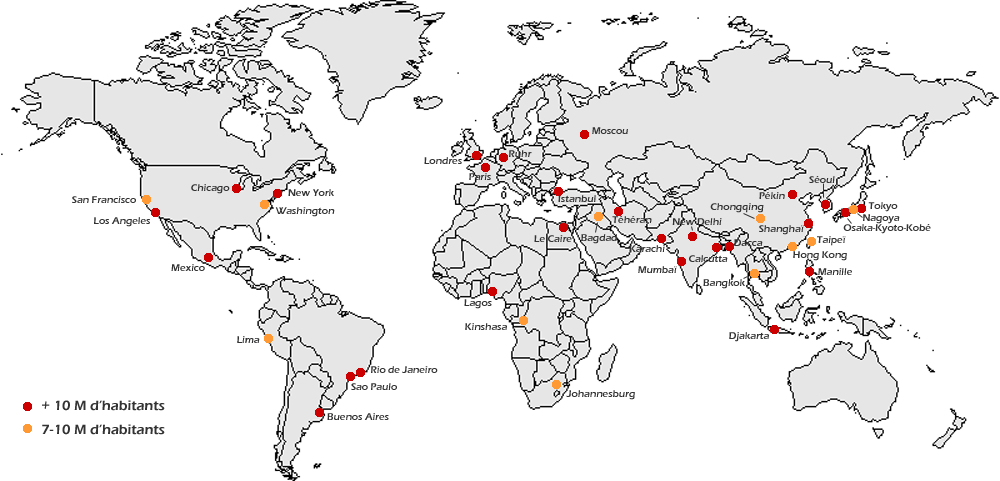 Moscou
Londres
Ruhr
Paris
Chicago
New York
San Francisco
Washington
Los Angeles
Istanbul
Séoul
Pékin
Téhéran
Chongqing
Tokyo
Nagoya
Osaka-Kyoto-Kobé
New Delhi
Shanghai
Le Caire
Bagdad
Karachi
Dacca
Taipei
Calcutta
Hong Kong
Mexico
Mumbai
Bangkok
Manille
Lagos
Kinshasa
Lima
Djakarta
Rio de Janeiro
Sao Paulo
Johannesburg
Buenos Aires
+ 10 M d'habitants
7-10 M d'habitants